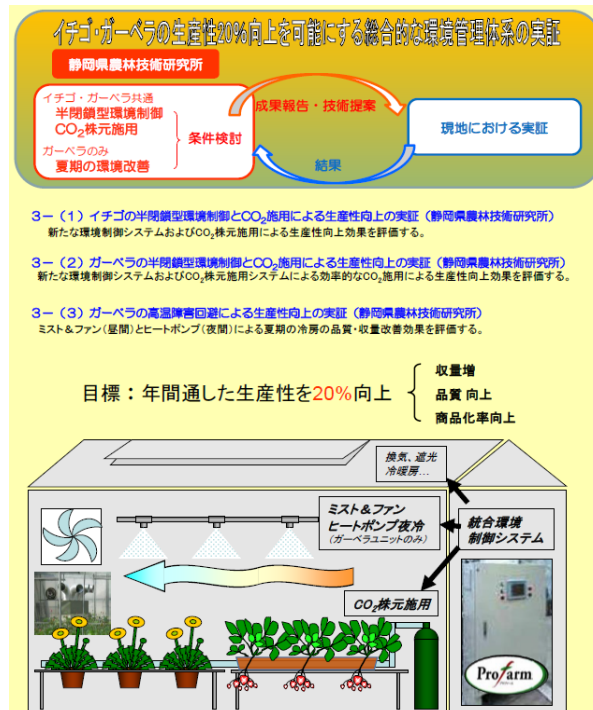 イチゴ・ガーベラの生産性20%向上を可能にする総合的な環境管理体系の実証
静岡県農林技術研究所
イチゴ・ガーベラ共通
半閉鎖型環境制御
CO₂株元施用
ガーベラのみ
夏期の環境改善
条件検討
成果報告・技術提案
結果
現地における実証
3-(1)イチゴの半閉鎖型環境制御とCO₂施用による生産性向上の実証(静岡県農林技術研究所)
新たな環境制御システムおよびCO₂株元施用による生産性向上効果を評価する。
3-(2)ガーベラの半閉鎖型環境制御とCO₂施用による生産性向上の実証(静岡県農林技術研究所)
新たな環境制御システムおよびCO₂株元施用システムによる効率的なCO₂施用による生産性向上効果を評価する。
3-(3)ガーベラの高温障害回避による生産性向上の実証(静岡県農林技術研究所)
ミスト&ファン(昼間)とヒートポンプ(夜間)による夏期の冷房の品質・収量改善効果を評価する。
目標:年間通した生産性を20%向上
収量増
品質 向上
商品化率向上
換気、遮光
冷暖房…
ミスト&ファン
ヒートポンプ夜冷
(ガーベラユニットのみ)
統合環境
制御システム
CO₂株元施用
Profarm